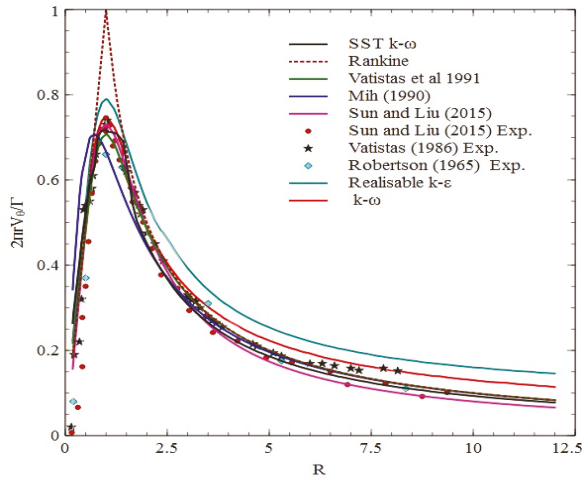 1
0.8
0.6
0.4
0.2
0
2πrVθ/Γ
SST k-ω
Rankine
Vatistas et al 1991
Mih (1990)
Sun and Liu (2015)
Sun and Liu (2015) Exp.
Vatistas (1986) Exp.
Robertson (1965) Exp.
Realisable k-ε
k-ω
0 2.5 5 7.5 10 12.5
R